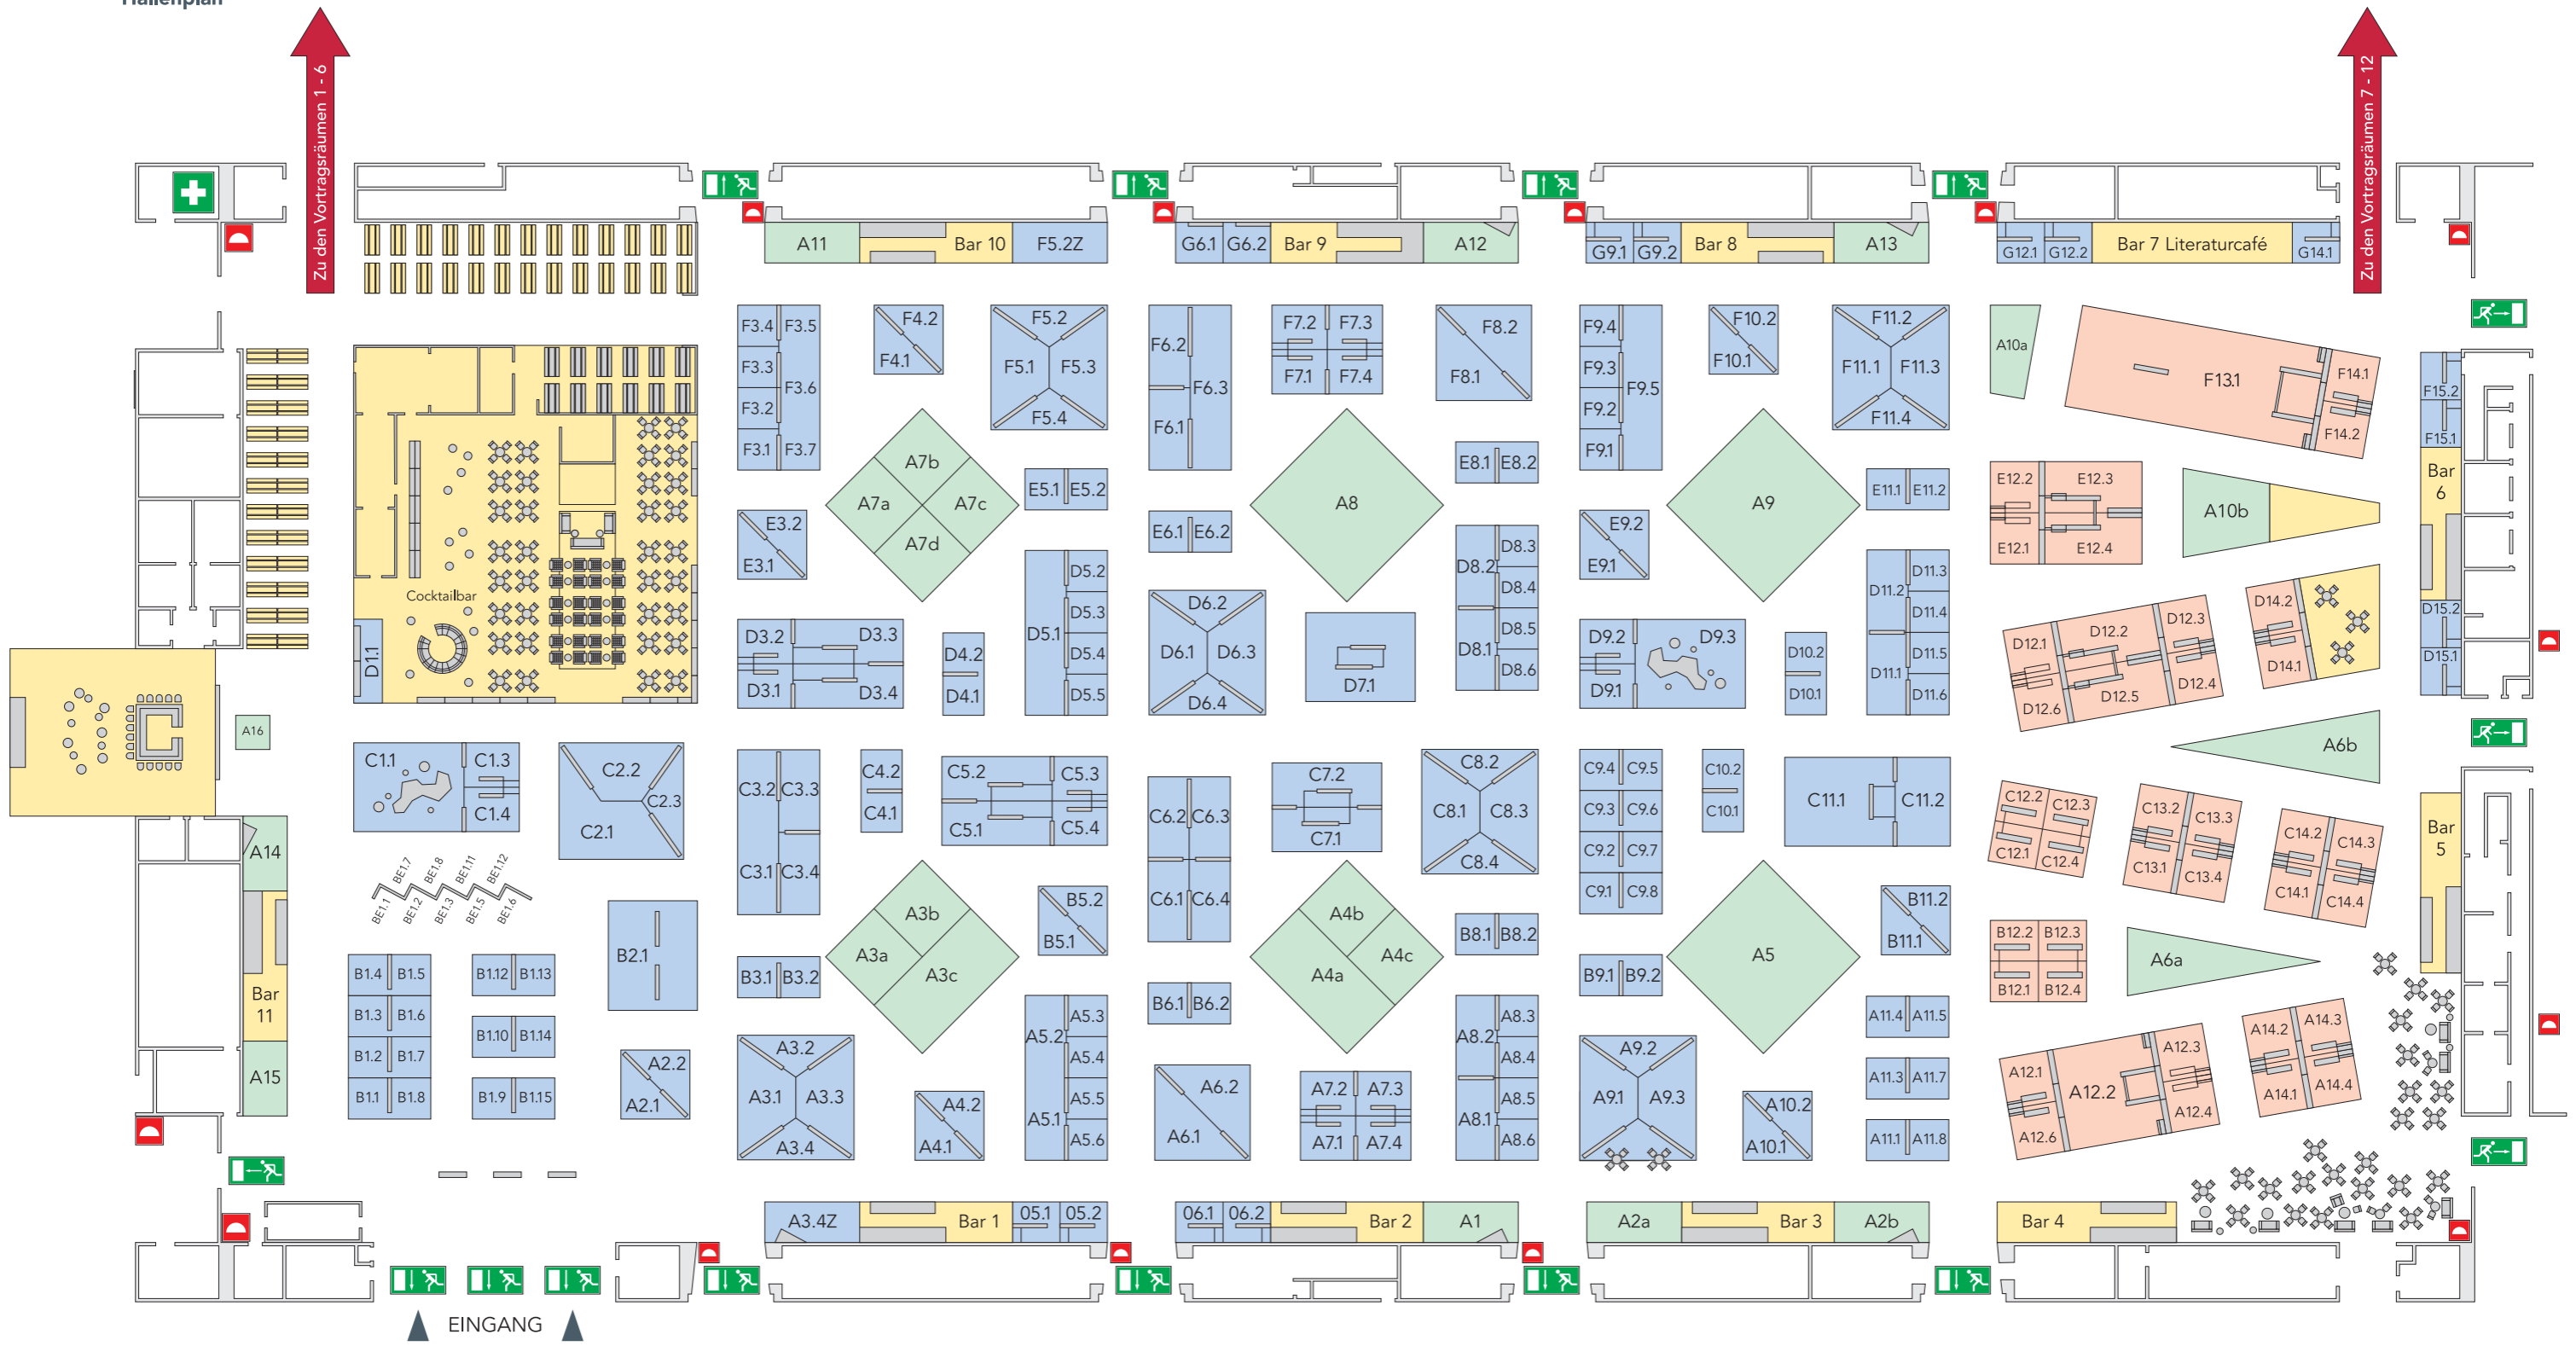 Hallenplan
Zu den Vortragsräumen 1 - 6
Zu den Vortragsräumen 7 - 12
A11
Bar 10
F5.2Z
G6.1
G6.2
Bar 9
A12
G9.1
G9.2
Bar 8
A13
G12.1
G12.2
Bar 7 Literaturcafé
G14.1
F3.4
F3.5
F3.3
F3.6
F3.2
F3.1
F3.7
F4.2
F4.1
F5.2
F5.1
F5.3
F5.4
F6.2
F6.3
F6.1
F7.2
F7.3
F7.1
F7.4
F8.2
F8.1
F9.4
F9.3
F9.5
F9.2
F9.1
F10.2
F10.1
F11.2
F11.1
F11.3
F11.4
A10a
F13.1
F14.1
F14.2
F15.2
F15.1
Bar
6
D15.2
D15.1
A7b
A7a
A7c
A7d
E5.1
E5.2
E3.2
E3.1
E6.1
E6.2
A8
E8.1
E8.2
E9.2
E9.1
A9
E11.1
E11.2
E12.2
E12.3
E12.1
E12.4
A10b
Cocktailbar
D1.1
D3.2
D3.3
D3.1
D3.4
D4.2
D4.1
D5.2
D5.3
D5.1
D5.4
D5.5
D6.2
D6.1
D6.3
D6.4
D7.1
D8.3
D8.2
D8.4
D8.5
D8.1
D8.6
D9.2
D9.3
D9.1
D10.2
D10.1
D11.3
D11.2
D11.4
D11.5
D11.1
D11.6
D12.1
D12.2
D12.3
D12.6
D12.5
D12.4
D14.2
D14.1
A16
A6b
C1.1
C1.3
C1.4
C2.2
C2.3
C2.1
C3.2
C3.3
C3.1
C3.4
C4.2
C4.1
C5.2
C5.3
C5.1
C5.4
C6.2
C6.3
C6.1
C6.4
C7.2
C7.1
C8.2
C8.1
C8.3
C8.4
C9.4
C9.5
C9.3
C9.6
C9.2
C9.7
C9.1
C9.8
C10.2
C10.1
C11.1
C11.2
C12.2
C12.3
C12.1
C12.4
C13.2
C13.3
C13.1
C13.4
C14.2
C14.3
C14.1
C14.4
Bar
5
A14
Bar
11
A15
BE1.7
BE1.8
BE1.11
BE1.12
BE1.1
BE1.2
BE1.3
BE1.5
BE1.6
B1.4
B1.5
B1.3
B1.6
B1.2
B1.7
B1.1
B1.8
B1.12
B1.13
B1.10
B1.14
B1.9
B1.15
B2.1
A2.2
A2.1
B3.1
B3.2
A3b
A3a
A3c
B5.2
B5.1
B6.1
B6.2
A4b
A4a
A4c
B8.1
B8.2
B9.1
B9.2
A5
B11.2
B11.1
B12.2
B12.3
B12.1
B12.4
A6a
A3.2
A3.1
A3.3
A3.4
A4.2
A4.1
A5.3
A5.2
A5.4
A5.5
A5.1
A5.6
A6.2
A6.1
A7.2
A7.3
A7.1
A7.4
A8.3
A8.2
A8.4
A8.5
A8.1
A8.6
A9.2
A9.1
A9.3
A10.2
A10.1
A11.4
A11.5
A11.3
A11.7
A11.1
A11.8
A12.1
A12.2
A12.3
A12.6
A12.4
A14.2
A14.3
A14.1
A14.4
A3.4Z
Bar 1
05.1
05.2
06.1
06.2
Bar 2
A1
A2a
Bar 3
A2b
Bar 4
EINGANG